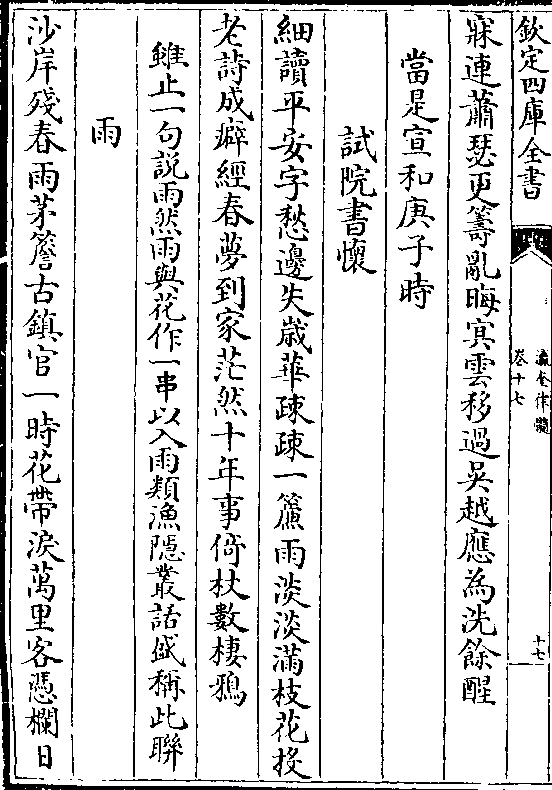 欽定四庫全書
瀛奎律髓
卷十七
十七
寐連蕭瑟更籌亂晦冥雲移過吳越應為洗餘酲
當是宣和庚子時
試院書懷
細讀平安字愁邊失歲華疎疎一簾雨淡淡滿枝花投
老詩成癖經春夢到家茫然十年事倚杖數棲鴉
雖止一句說雨然雨與花作一串以入雨類漁隱叢話盛稱此聯
雨
沙岸殘春雨茅簷古鎮官一時花帶淚萬里客憑欄日